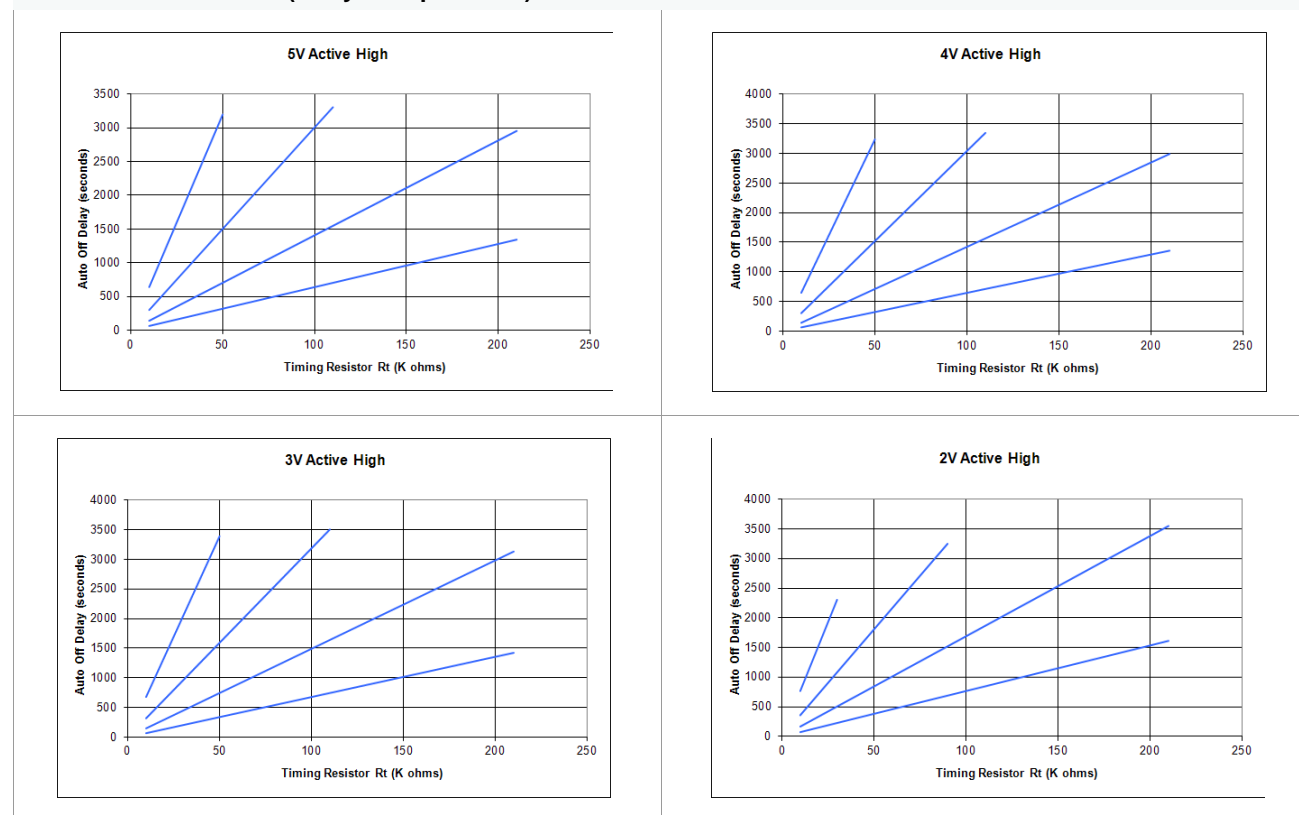 5V Active High
3500
3000
2500
2000
1500
1000
500
0
Auto Off Delay (seconds)
0 50 100 150 200 250
Timing Resistor Rt (K ohms)
4V Active High
4000
3500
3000
2500
2000
1500
1000
500
0
Auto Off Delay (seconds)
0 50 100 150 200 250
Timing Resistor Rt (K ohms)
3V Active High
4000
3500
3000
2500
2000
1500
1000
500
0
Auto Off Delay (seconds)
0 50 100 150 200 250
Timing Resistor Rt (K ohms)
2V Active High
4000
3500
3000
2500
2000
1500
1000
500
0
Auto Off Delay (seconds)
0 50 100 150 200 250
Timing Resistor Rt (K ohms)